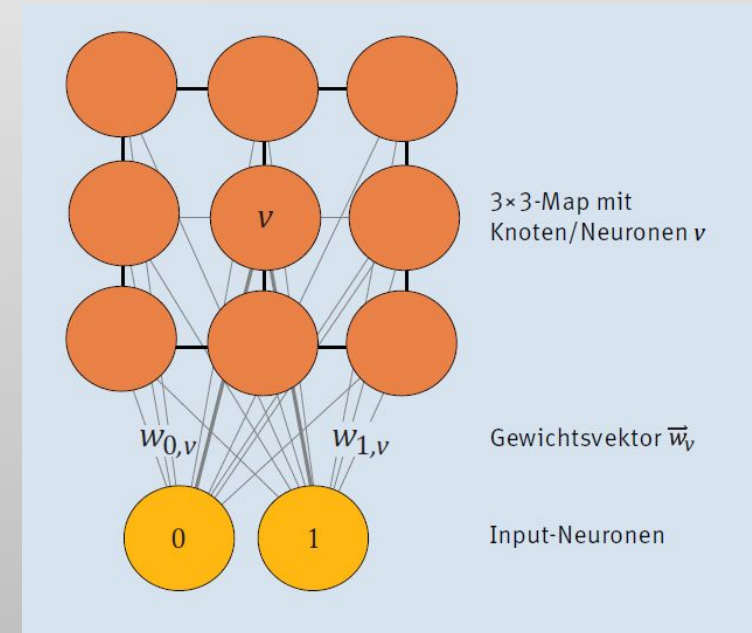 v
3×3-Map mit
Knoten/Neuronen v
w₀,ᵥ
w₁,ᵥ
Gewichtsvektor w⃗ᵥ
0
1
Input-Neuronen